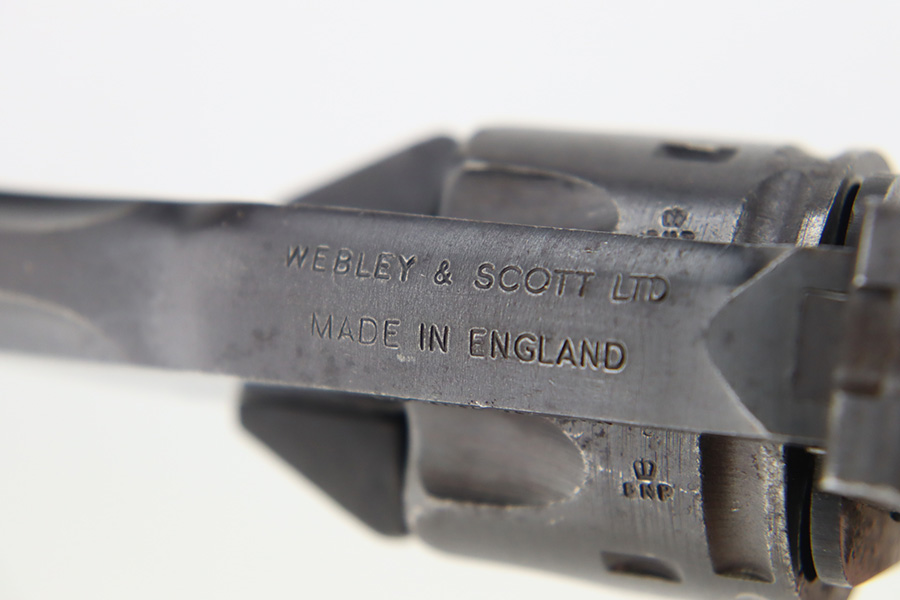 WEBLEY & SCOTT LTD
MADE IN ENGLAND
BNP